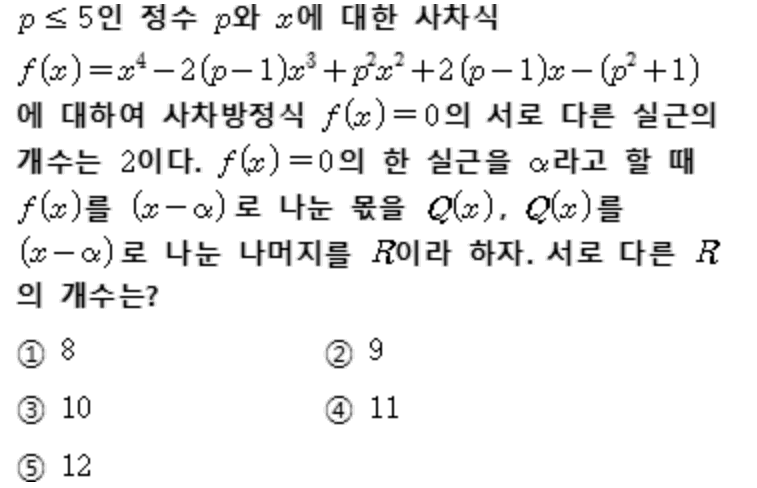 p ≤ 5인 정수 p와 x에 대한 사차식
f(x)=x⁴−2(p−1)x³+p²x²+2(p−1)x−(p²+1)
에 대하여 사차방정식 f(x)=0의 서로 다른 실근의
개수는 2이다. f(x)=0의 한 실근을 α라고 할 때
f(x)를 (x−α)로 나눈 몫을 Q(x), Q(x)를
(x−α)로 나눈 나머지를 R이라 하자. 서로 다른 R
의 개수는?
① 8 ② 9
③ 10 ④ 11
⑤ 12